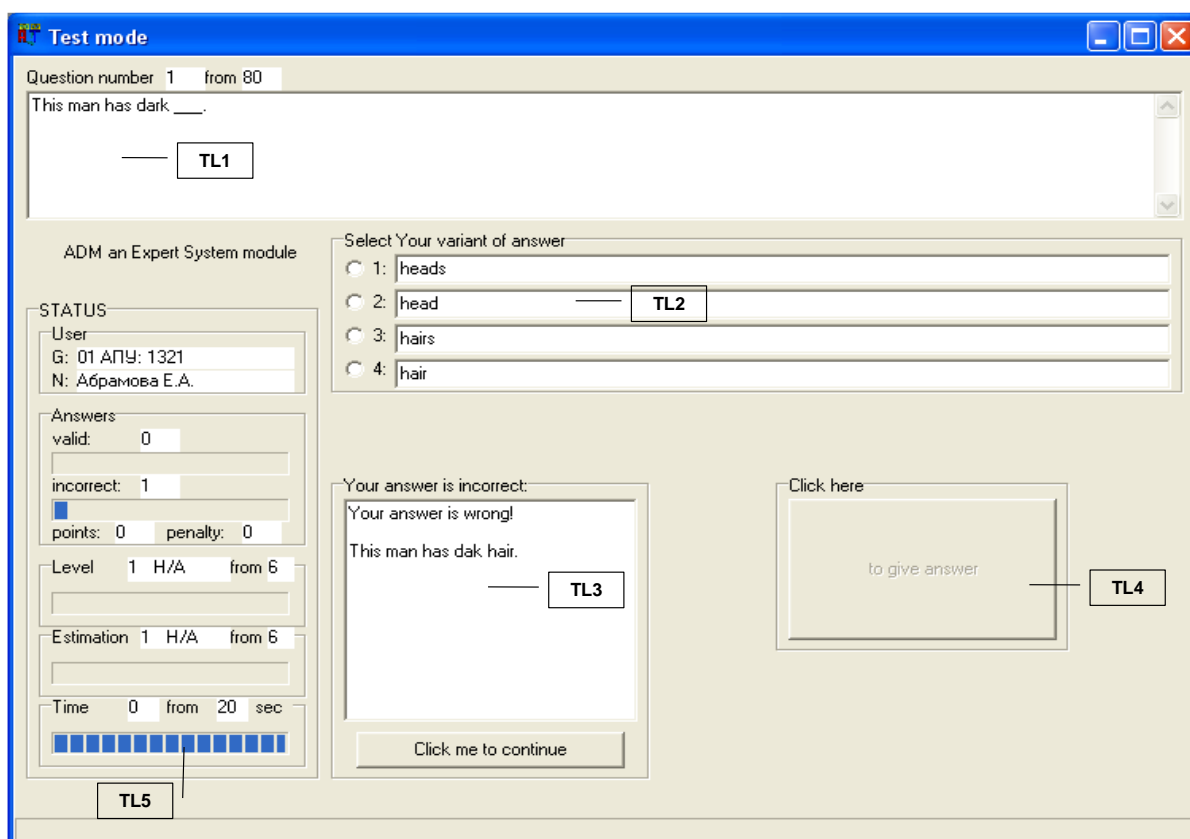 Test mode
Question number 1 from 80
This man has dark ___.
TL1
ADM an Expert System module
Select Your variant of answer
1: heads
2: head
TL2
3: hairs
4: hair
STATUS
User
G: 01 АПУ: 1321
N: Абрамова Е.А.
Answers
valid: 0
incorrect: 1
points: 0 penalty: 0
Level 1 H/A from 6
Estimation 1 H/A from 6
Time 0 from 20 sec
TL5
Your answer is incorrect:
Your answer is wrong!
This man has dak hair.
TL3
Click me to continue
Click here
to give answer
TL4